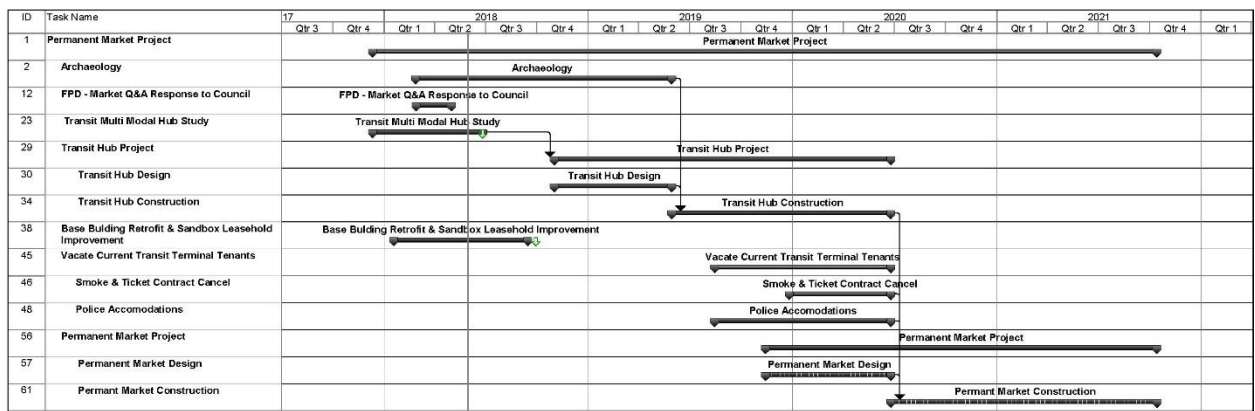 ID Task Name 17 2018 2019 2020 2021
Qtr 3 Qtr 4 Qtr 1 Qtr 2 Qtr 3 Qtr 4 Qtr 1 Qtr 2 Qtr 3 Qtr 4 Qtr 1 Qtr 2 Qtr 3 Qtr 4 Qtr 1 Qtr 2 Qtr 3 Qtr 4 Qtr 1
1 Permanent Market Project Permanent Market Project
2 Archaeology Archaeology
12 FPD - Market Q&A Response to Council FPD - Market Q&A Response to Council
23 Transit Multi Modal Hub Study Transit Multi Modal Hub Study
29 Transit Hub Project Transit Hub Project
30 Transit Hub Design Transit Hub Design
34 Transit Hub Construction Transit Hub Construction
38 Base Bulding Retrofit & Sandbox Leasehold Base Bulding Retrofit & Sandbox Leasehold Improvement
Improvement
45 Vacate Current Transit Terminal Tenants Vacate Current Transit Terminal Tenants
46 Smoke & Ticket Contract Cancel Smoke & Ticket Contract Cancel
48 Police Accomodations Police Accomodations
56 Permanent Market Project Permanent Market Project
57 Permanent Market Design Permanent Market Design
61 Permant Market Construction Permant Market Construction